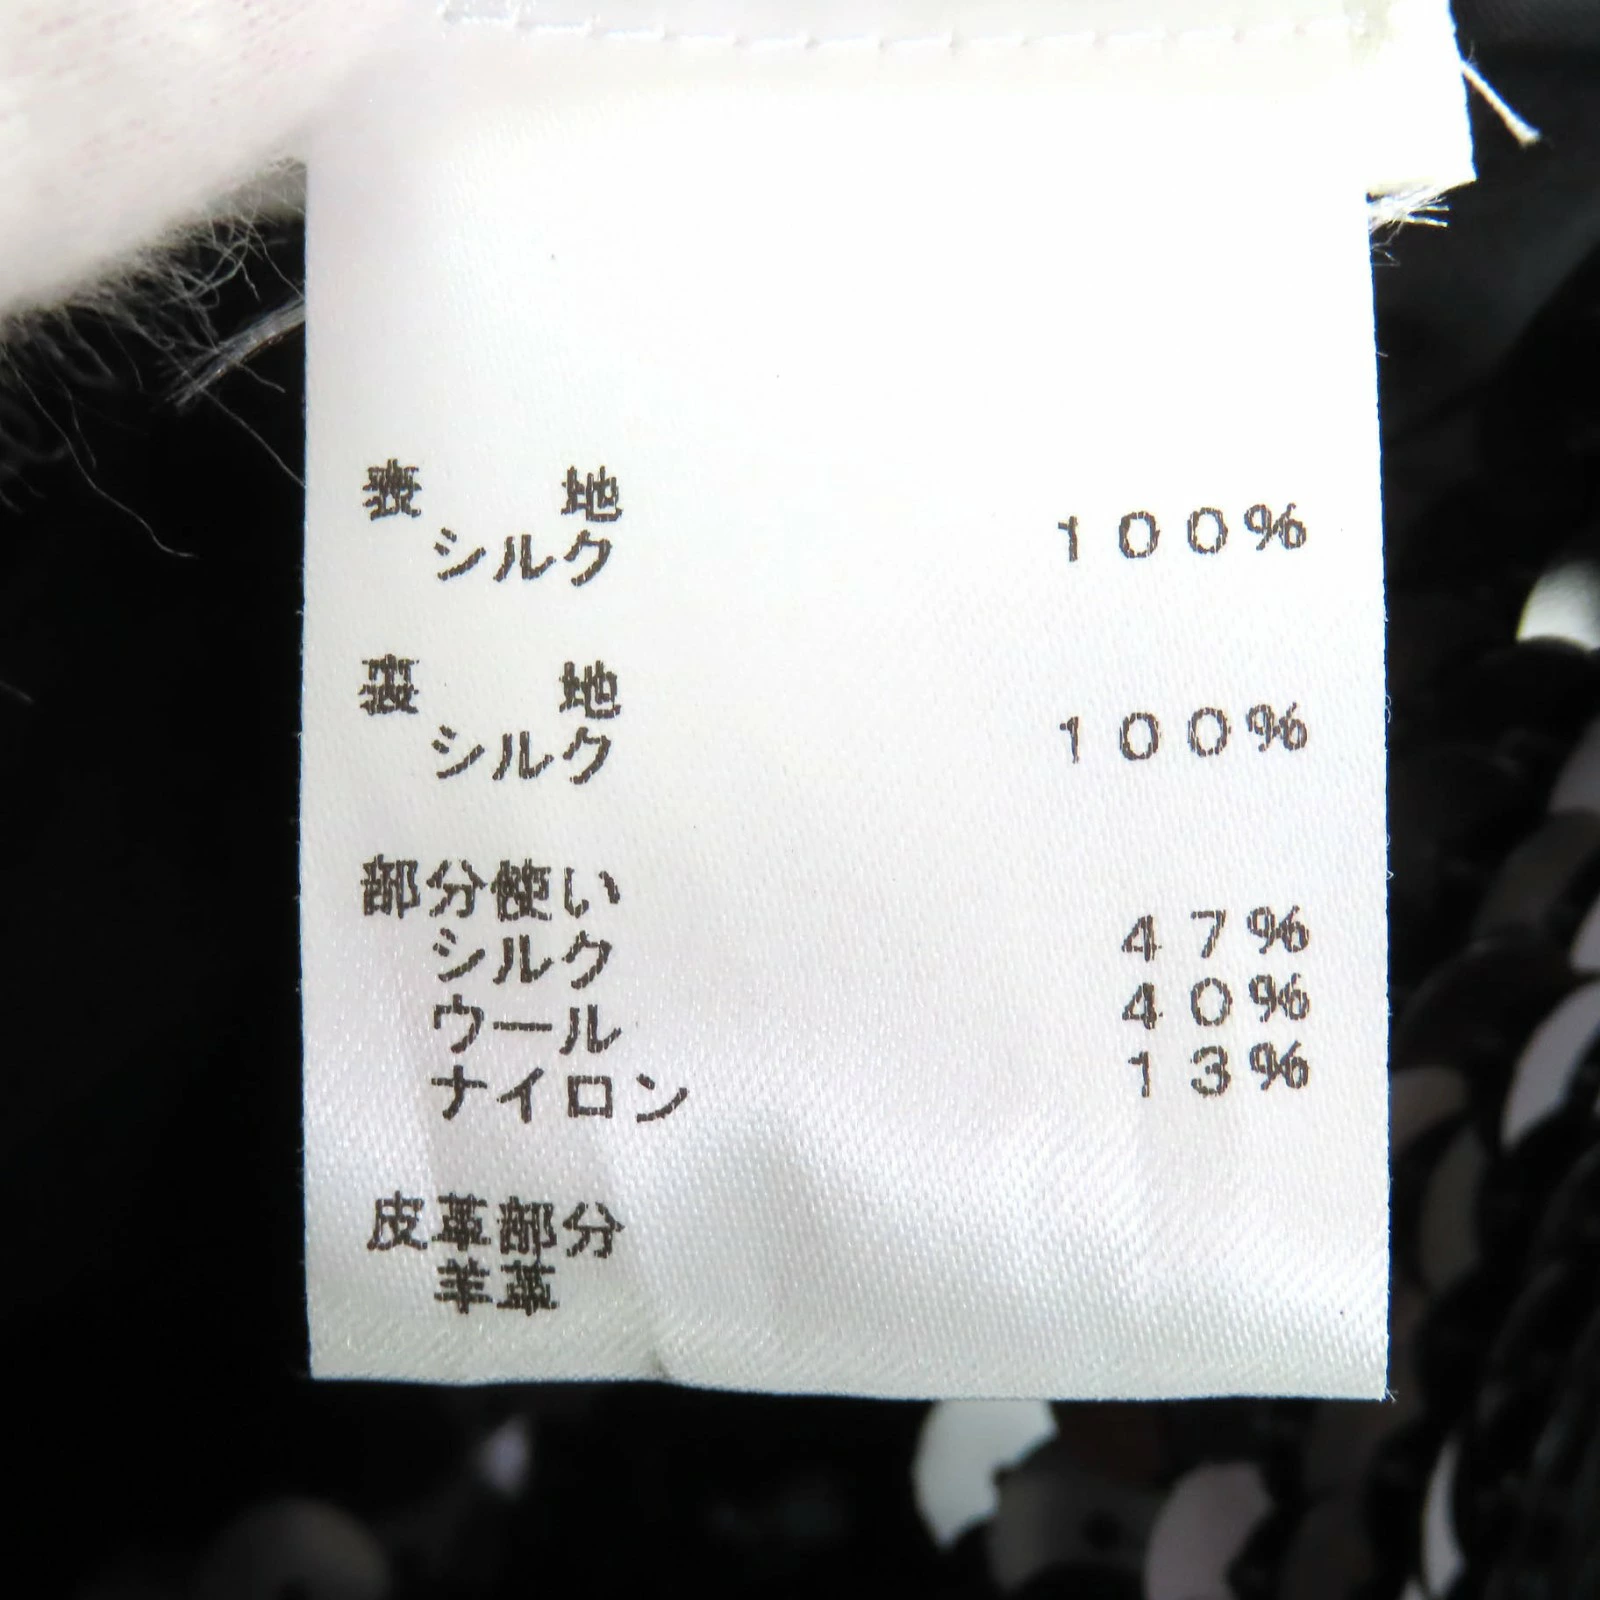 表地
シルク 100%
裏地
シルク 100%
部分使い
シルク 47%
ウール 40%
ナイロン 13%
皮革部分
羊革